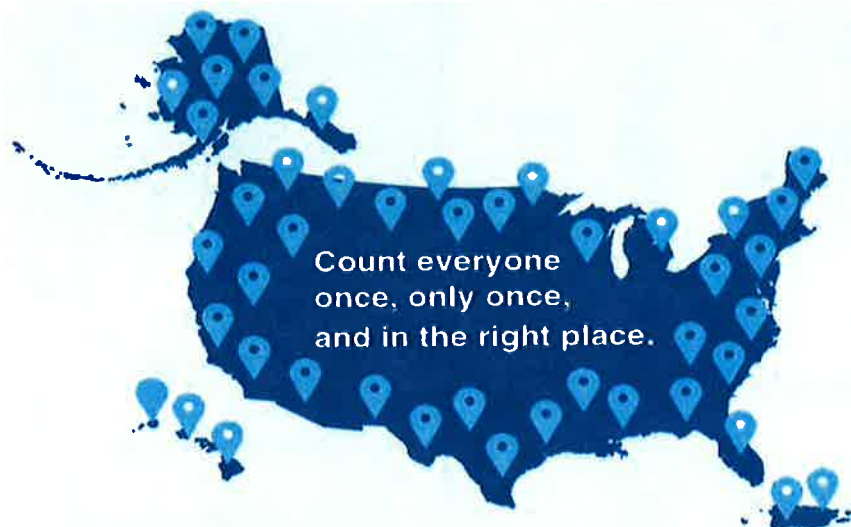 Count everyone
once, only once,
and in the right place.